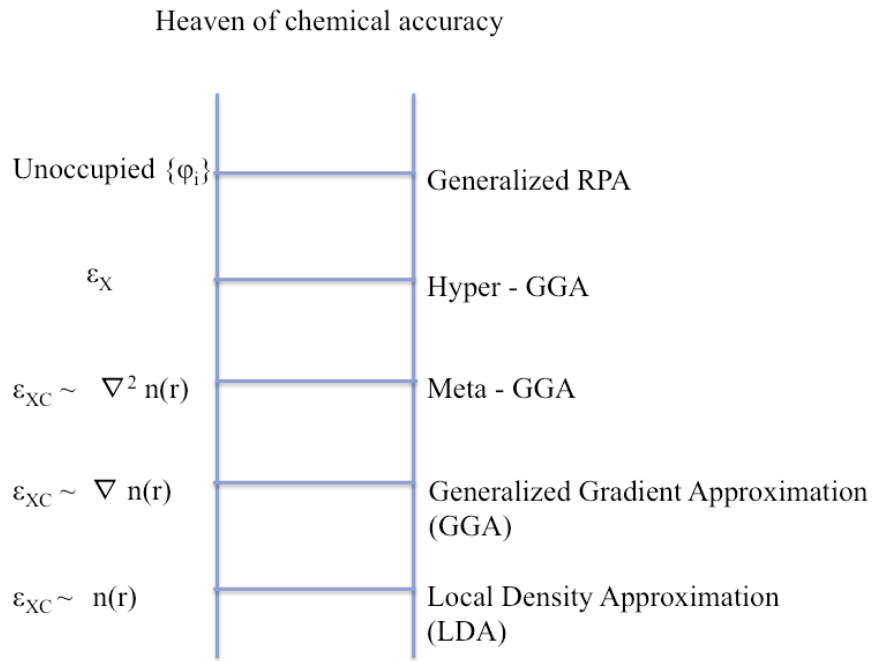 Heaven of chemical accuracy
Unoccupied {φᵢ}
Generalized RPA
εX
Hyper - GGA
εXC ~ ∇² n(r)
Meta - GGA
εXC ~ ∇ n(r)
Generalized Gradient Approximation
(GGA)
εXC ~ n(r)
Local Density Approximation
(LDA)